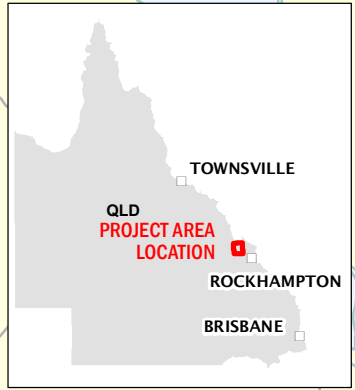 TOWNSVILLE
QLD
PROJECT AREA
LOCATION
ROCKHAMPTON
BRISBANE